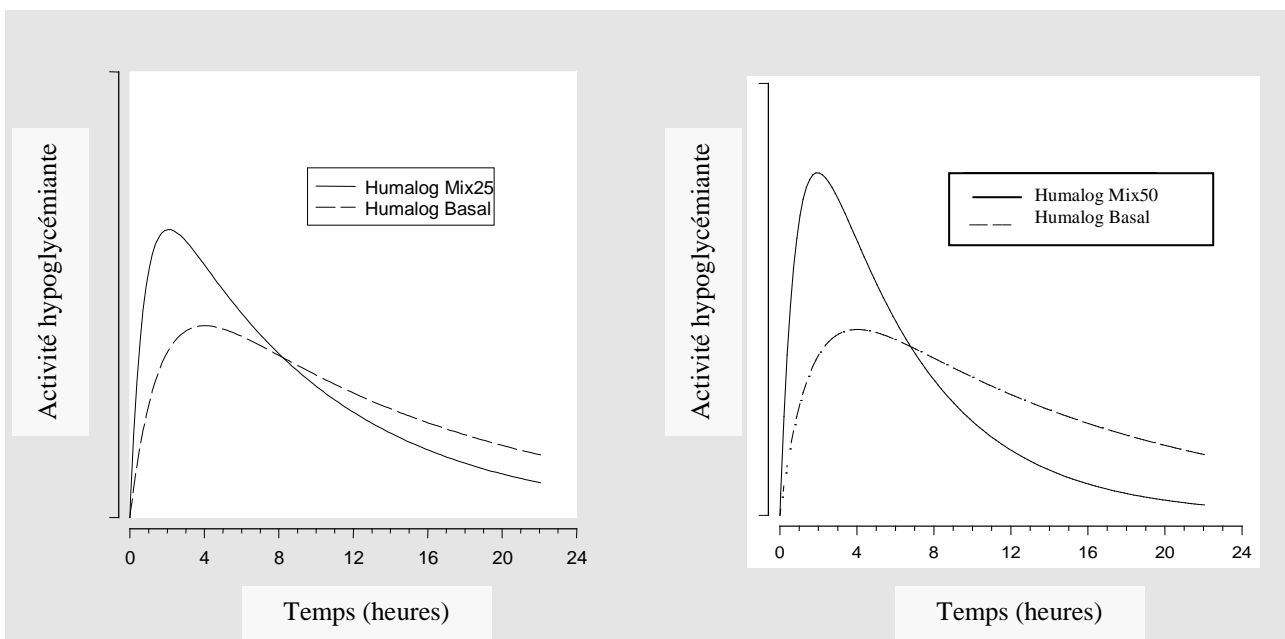 Activité hypoglycémiante
Humalog Mix25
Humalog Basal
0 4 8 12 16 20 24
Temps (heures)
Activité hypoglycémiante
Humalog Mix50
Humalog Basal
0 4 8 12 16 20 24
Temps (heures)